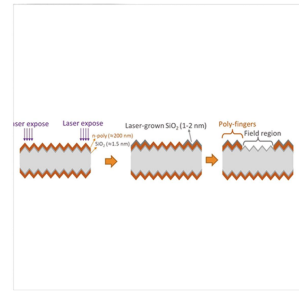 ser expose
Laser expose
n-poly (≈200 nm)
SiO₂ (≈1.5 nm)
Laser-grown SiO₂ (1-2 nm)
Poly-fingers
Field region